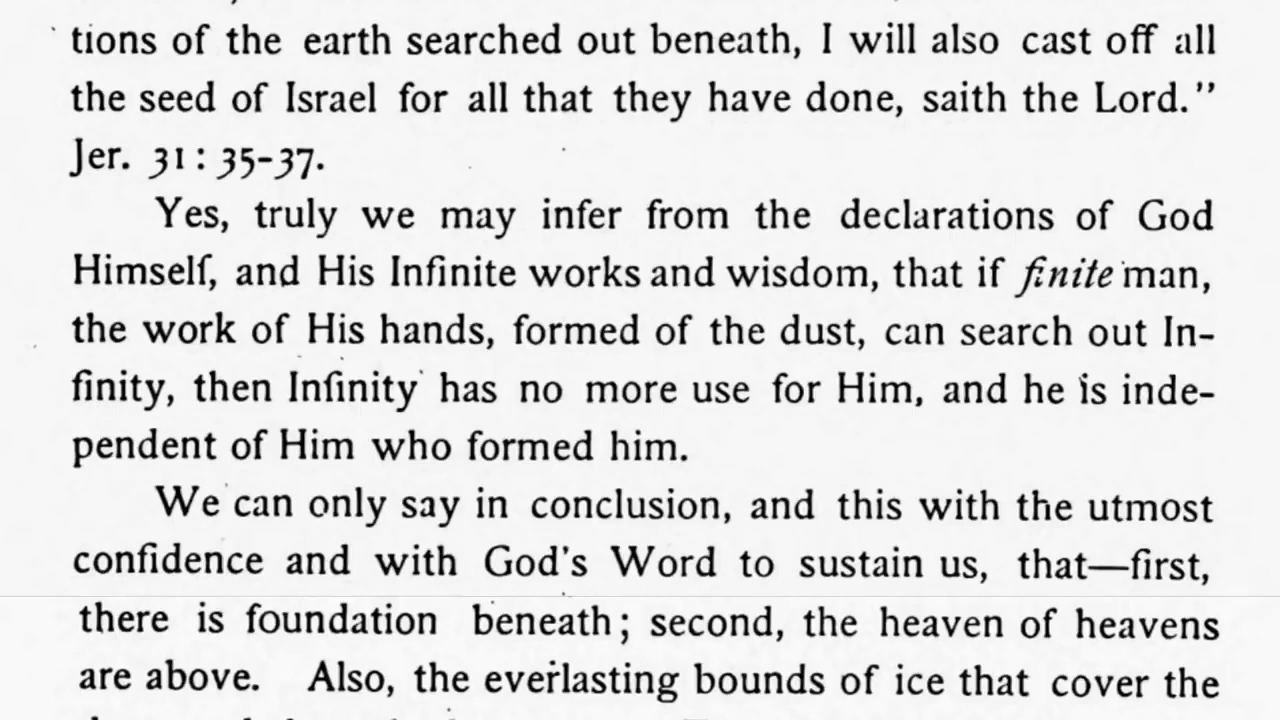 tions of the earth searched out beneath, I will also cast off all
the seed of Israel for all that they have done, saith the Lord."
Jer. 31: 35-37.
Yes, truly we may infer from the declarations of God
Himself, and His Infinite works and wisdom, that if finite man,
the work of His hands, formed of the dust, can search out In-
finity, then Infinity has no more use for Him, and he is inde-
pendent of Him who formed him.
We can only say in conclusion, and this with the utmost
confidence and with God's Word to sustain us, that—first,
there is foundation beneath; second, the heaven of heavens
are above. Also, the everlasting bounds of ice that cover the